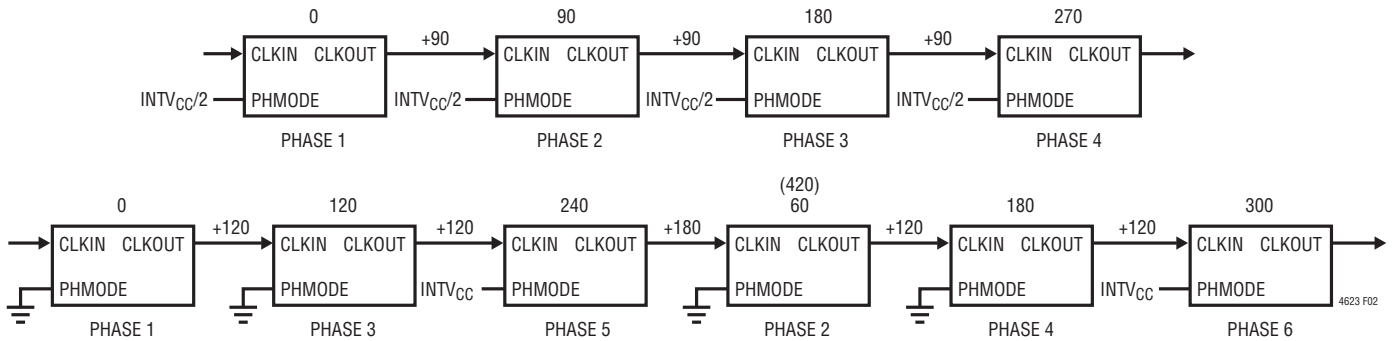 0 90 180 270
+90 +90 +90
CLKIN CLKOUT CLKIN CLKOUT CLKIN CLKOUT CLKIN CLKOUT
INTVCC/2 PHMODE INTVCC/2 PHMODE INTVCC/2 PHMODE INTVCC/2 PHMODE
PHASE 1 PHASE 2 PHASE 3 PHASE 4
(420)
0 120 240 60 180 300
+120 +120 +180 +120 +120
CLKIN CLKOUT CLKIN CLKOUT CLKIN CLKOUT CLKIN CLKOUT CLKIN CLKOUT CLKIN CLKOUT
PHMODE PHMODE INTVCC PHMODE PHMODE PHMODE INTVCC PHMODE
4623 F02
PHASE 1 PHASE 3 PHASE 5 PHASE 2 PHASE 4 PHASE 6